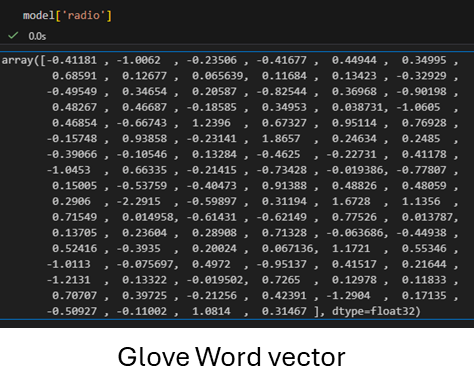 model['radio']
0.0s
array([-0.41181 , -1.0062 , -0.23506 , -0.41677 , 0.44944 , 0.34995 ,
0.68591 , 0.12677 , 0.065639, 0.11684 , 0.13423 , -0.32929 ,
-0.49549 , 0.34654 , 0.20587 , -0.82544 , 0.36968 , -0.90198 ,
0.48267 , 0.46687 , -0.18585 , 0.34953 , 0.038731, -1.0605 ,
0.46854 , -0.66743 , 1.2396 , 0.67327 , 0.95114 , 0.76928 ,
-0.15748 , 0.93858 , -0.23141 , 1.8657 , 0.24634 , 0.2485 ,
-0.39066 , -0.10546 , 0.13284 , -0.4625 , -0.22731 , 0.41178 ,
-1.0453 , 0.66335 , -0.21415 , -0.73428 , -0.019386, -0.77807 ,
0.15005 , -0.53759 , -0.40473 , 0.91388 , 0.48826 , 0.48059 ,
0.2906 , -2.2915 , -0.59897 , 0.31194 , 1.6728 , 1.1356 ,
0.71549 , 0.014958, -0.61431 , -0.62149 , 0.77526 , 0.013787,
0.13705 , 0.23604 , 0.28908 , 0.71328 , -0.063686, -0.44938 ,
0.52416 , -0.3935 , 0.20024 , 0.067136, 1.1721 , 0.55346 ,
-1.0113 , -0.075697, 0.4972 , -0.95137 , 0.41517 , 0.21644 ,
-1.2131 , 0.13322 , -0.019502, 0.7265 , 0.12978 , 0.11833 ,
0.70707 , 0.39725 , -0.21256 , 0.42391 , -1.2904 , 0.17135 ,
-0.50927 , -0.11002 , 1.0814 , 0.31467 ], dtype=float32)
Glove Word vector